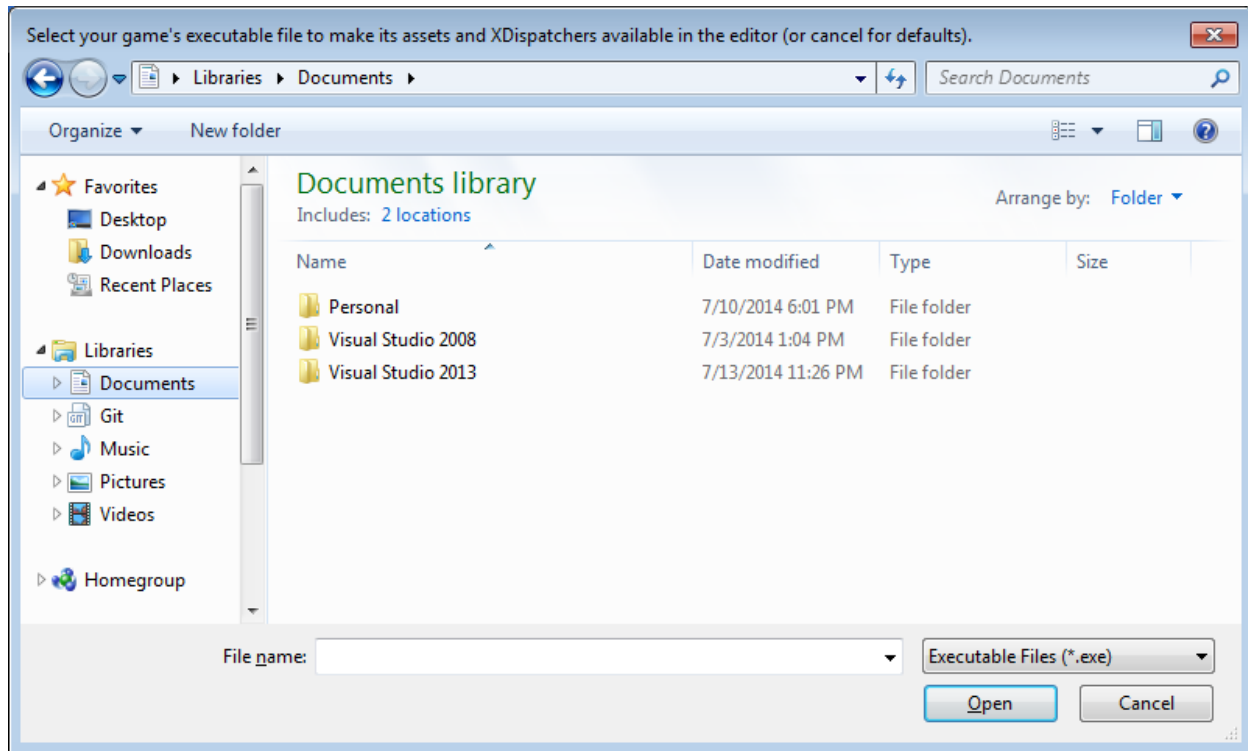 Select your game's executable file to make its assets and XDispatchers available in the editor (or cancel for defaults).
Libraries Documents
Search Documents
Organize New folder
Favorites
Desktop
Downloads
Recent Places
Libraries
Documents
Git
Music
Pictures
Videos
Homegroup
Documents library
Includes: 2 locations
Arrange by: Folder
Name Date modified Type Size
Personal 7/10/2014 6:01 PM File folder
Visual Studio 2008 7/3/2014 1:04 PM File folder
Visual Studio 2013 7/13/2014 11:26 PM File folder
File name:
Executable Files (*.exe)
Open Cancel